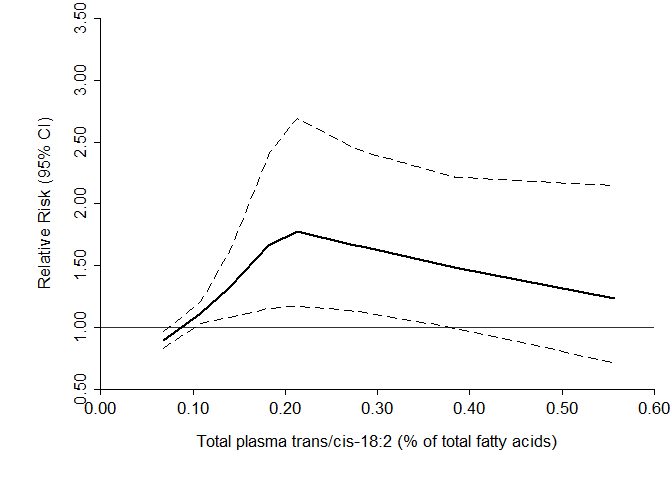 3.50
3.00
2.50
2.00
1.50
1.00
0.50
Relative Risk (95% CI)
0.00 0.10 0.20 0.30 0.40 0.50 0.60
Total plasma trans/cis-18:2 (% of total fatty acids)